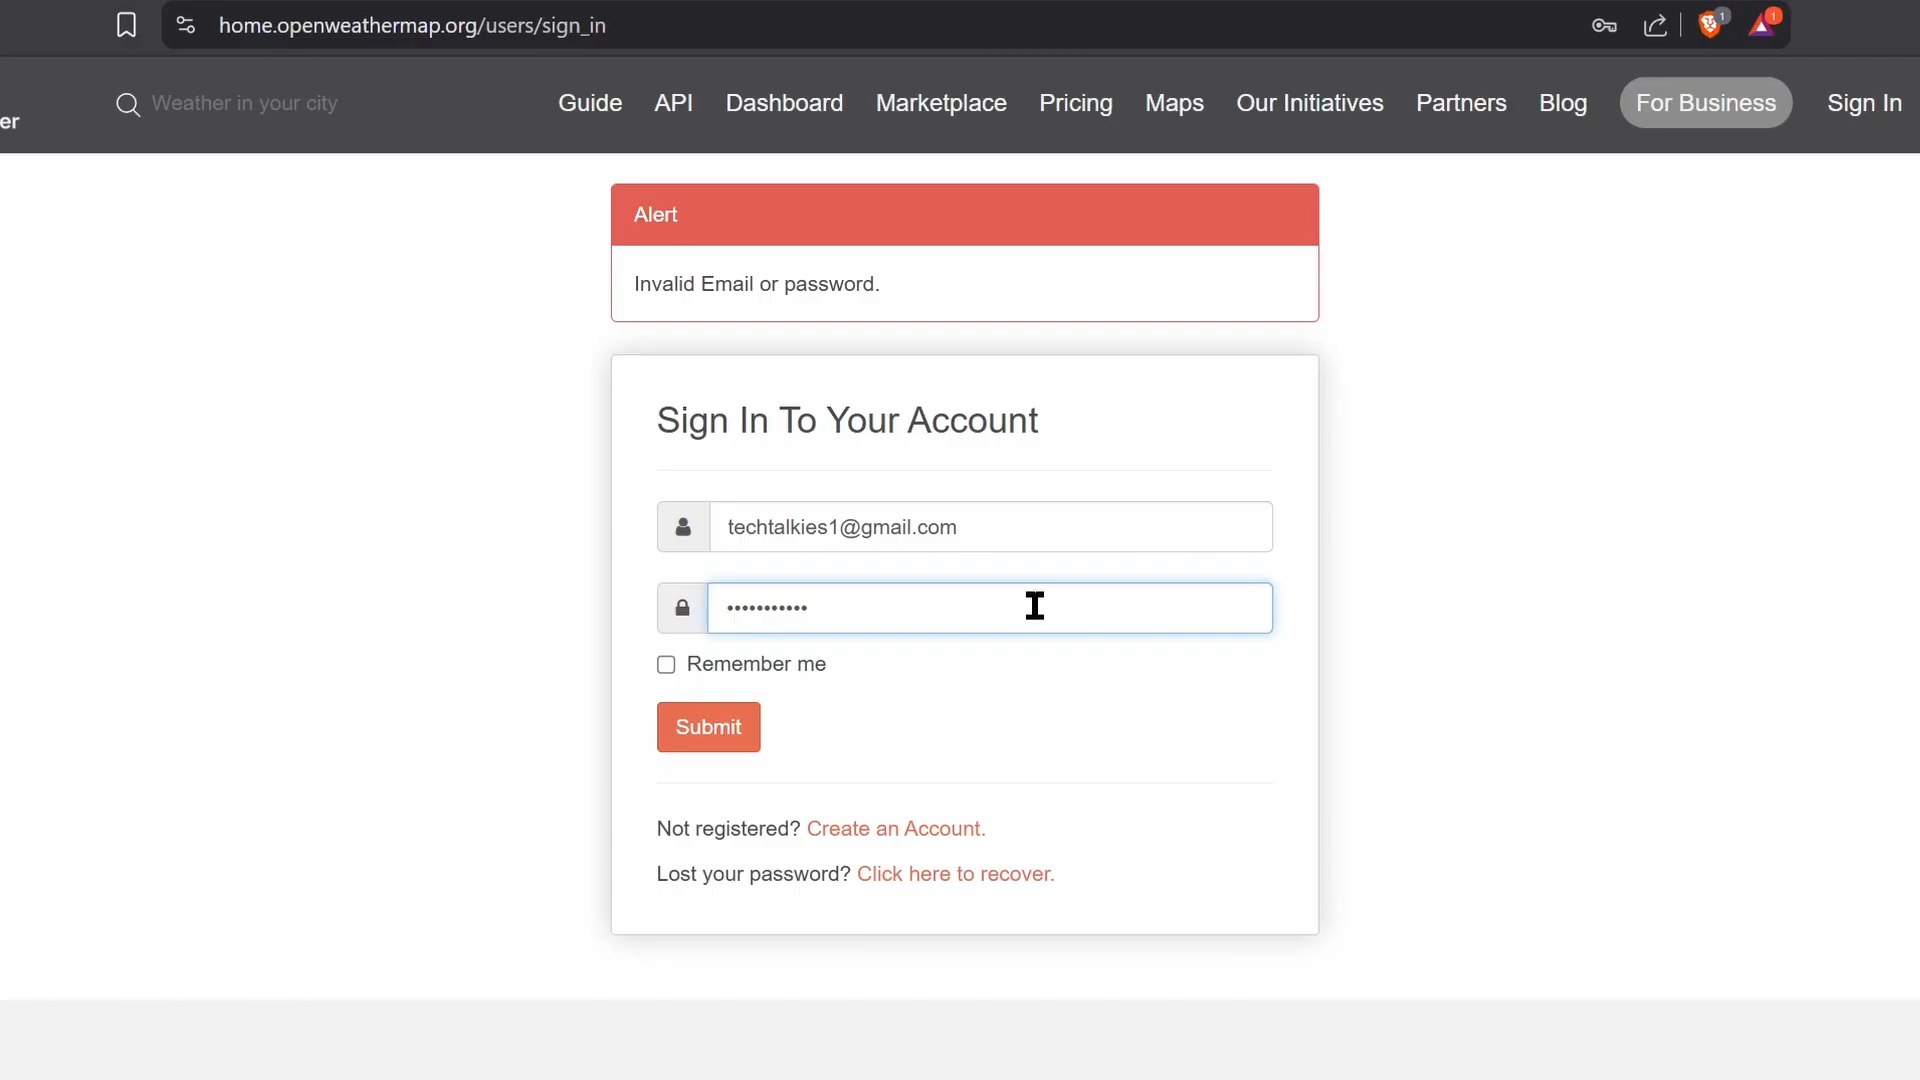 home.openweathermap.org/users/sign_in
1
1
er
Weather in your city
Guide API Dashboard Marketplace Pricing Maps Our Initiatives Partners Blog For Business Sign In
Alert
Invalid Email or password.
Sign In To Your Account
techtalkies1@gmail.com
•••••••••••
Remember me
Submit
Not registered? Create an Account.
Lost your password? Click here to recover.